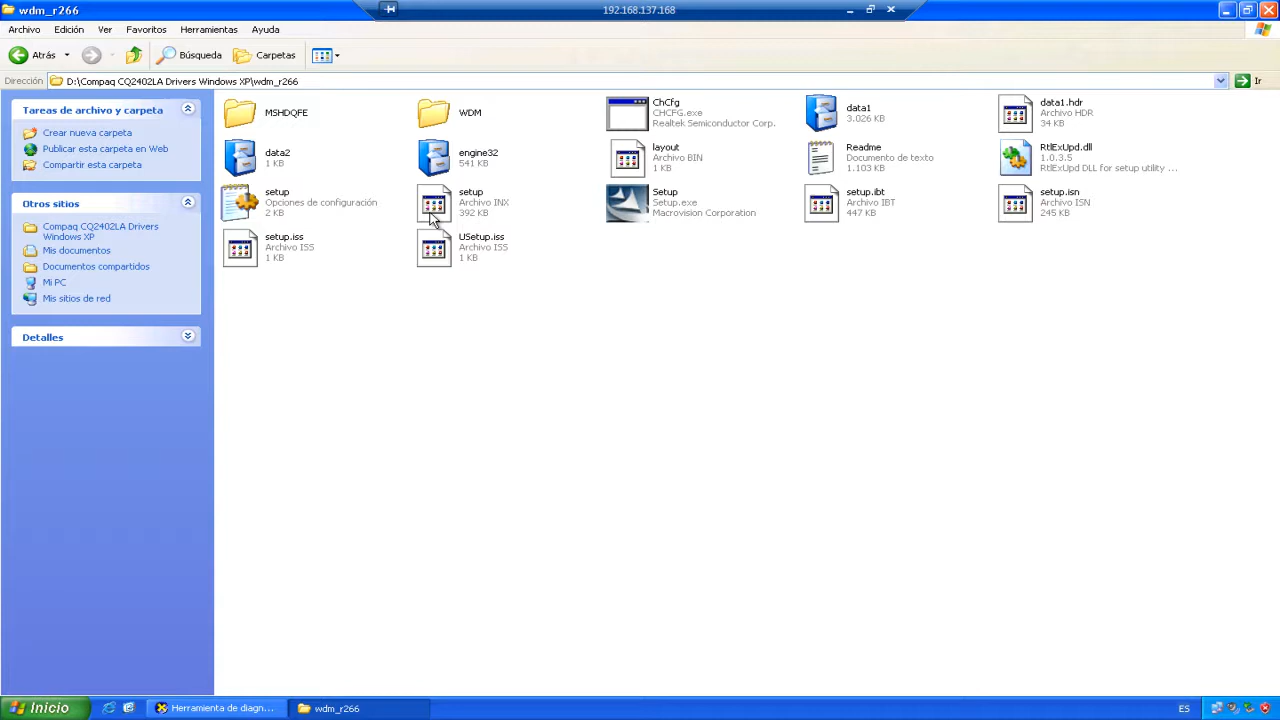 wdm_r266
192.168.137.168
Archivo Edición Ver Favoritos Herramientas Ayuda
Atrás Búsqueda Carpetas
Dirección D:\Compaq CQ2402LA Drivers Windows XP\wdm_r266 Ir
Tareas de archivo y carpeta
Crear nueva carpeta
Publicar esta carpeta en Web
Compartir esta carpeta
Otros sitios
Compaq CQ2402LA Drivers
Windows XP
Mis documentos
Documentos compartidos
Mi PC
Mis sitios de red
Detalles
MSHDQFE
WDM
ChCfg
CHCFG.exe
Realtek Semiconductor Corp.
data1
3.026 KB
data1.hdr
Archivo HDR
34 KB
data2
1 KB
engine32
541 KB
layout
Archivo BIN
1 KB
Readme
Documento de texto
1.103 KB
RtlExUpd.dll
1.0.3.5
RtlExUpd DLL for setup utility ...
setup
Opciones de configuración
2 KB
setup
Archivo INX
392 KB
Setup
Setup.exe
Macrovision Corporation
setup.ibt
Archivo IBT
447 KB
setup.isn
Archivo ISN
245 KB
setup.iss
Archivo ISS
1 KB
USetup.iss
Archivo ISS
1 KB
Inicio
Herramienta de diagn...
wdm_r266
ES